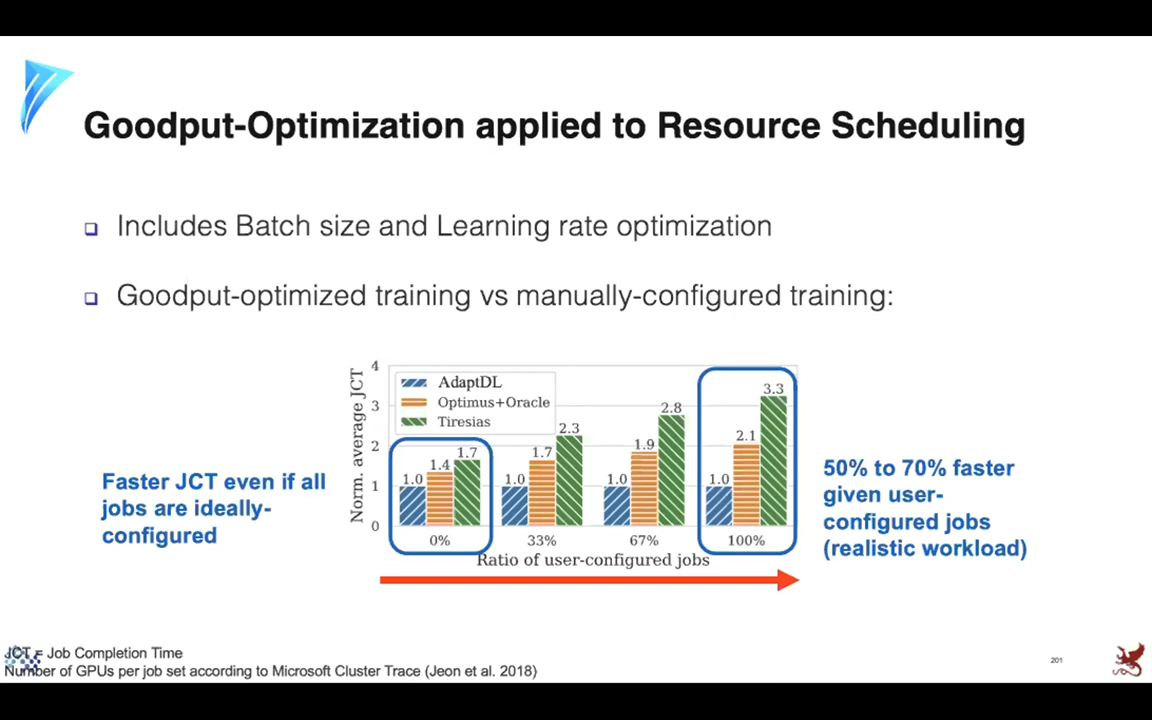 Goodput-Optimization applied to Resource Scheduling
Includes Batch size and Learning rate optimization
Goodput-optimized training vs manually-configured training:
Faster JCT even if all
jobs are ideally-
configured
Norm. average JCT
4
3
2
1
0
AdaptDL
Optimus+Oracle
Tiresias
1.0
1.4
1.7
1.0
1.7
2.3
1.0
1.9
2.8
1.0
2.1
3.3
0%
33%
67%
100%
Ratio of user-configured jobs
50% to 70% faster
given user-
configured jobs
(realistic workload)
JCT = Job Completion Time
Number of GPUs per job set according to Microsoft Cluster Trace (Jeon et al. 2018)
201